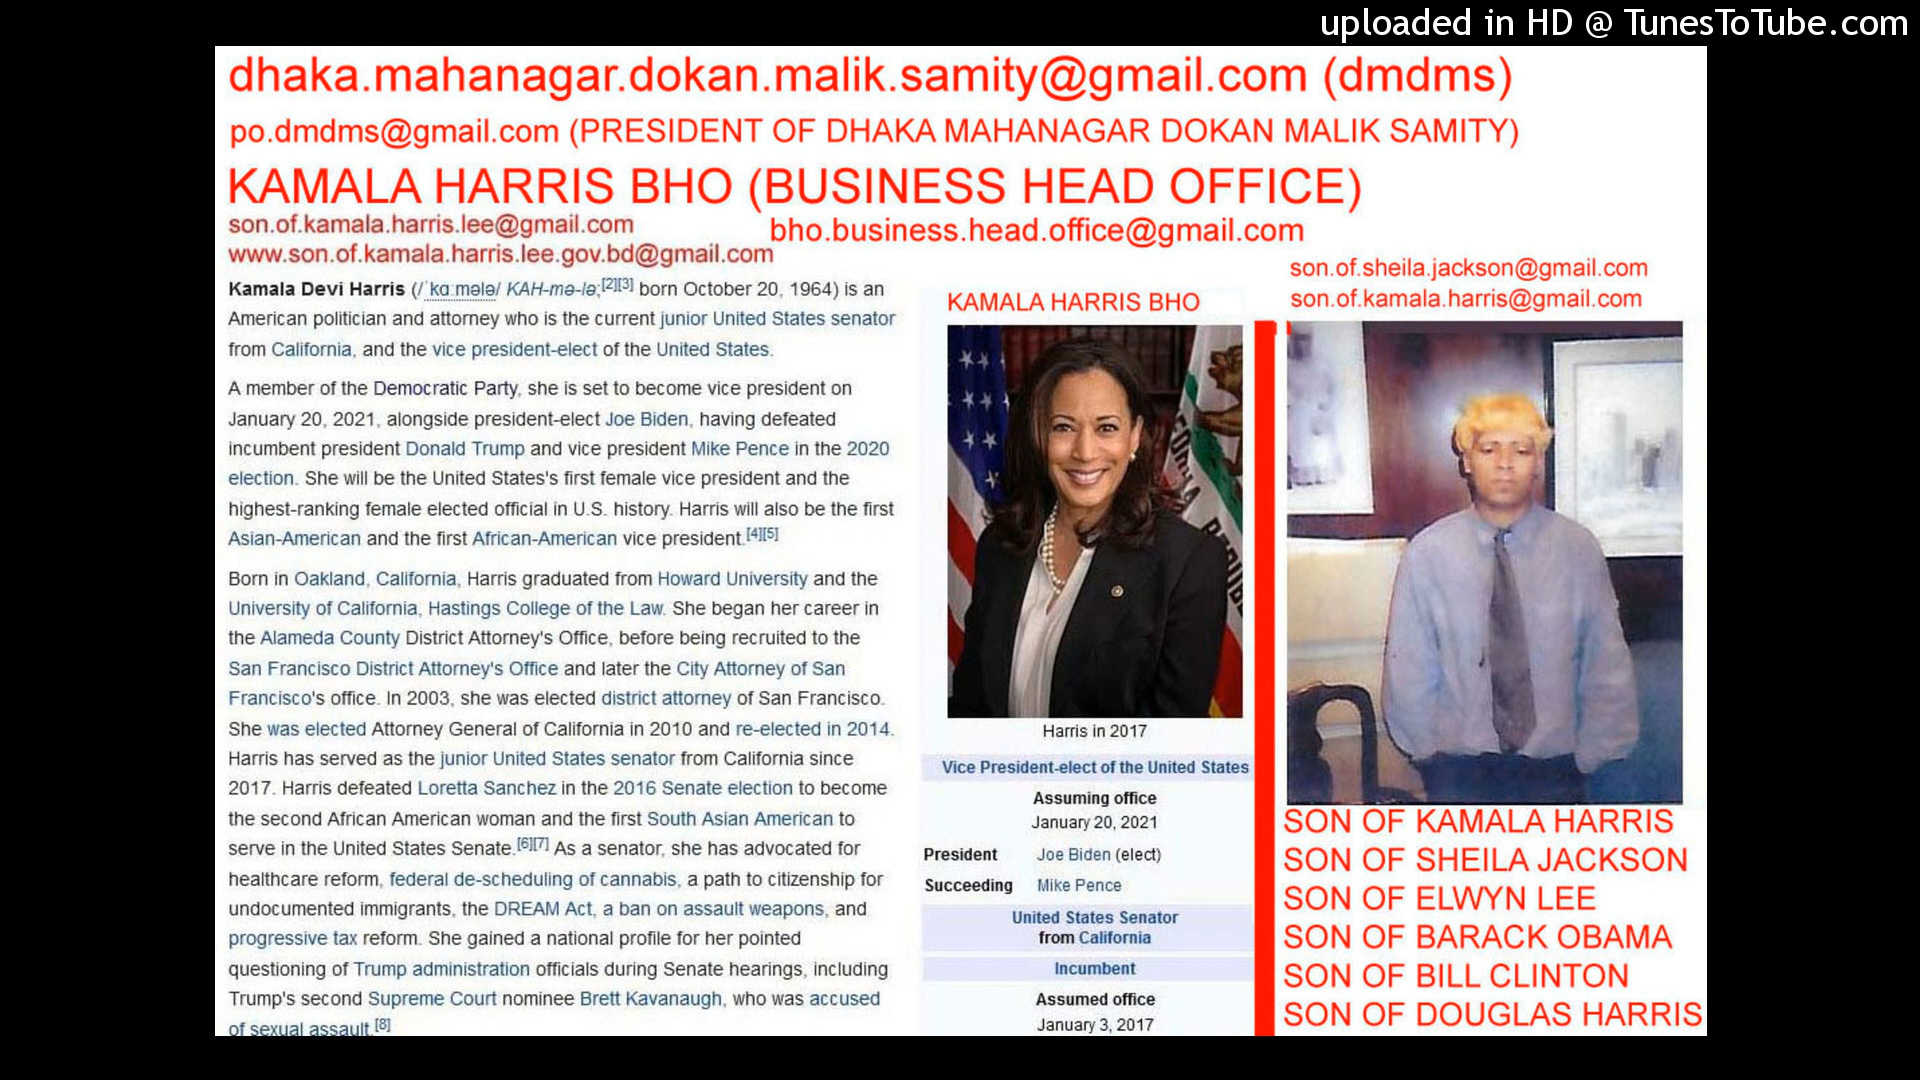 uploaded in HD @ TunesToTube.com
dhaka.mahanagar.dokan.malik.samity@gmail.com (dmdms)
po.dmdms@gmail.com (PRESIDENT OF DHAKA MAHANAGAR DOKAN MALIK SAMITY)
KAMALA HARRIS BHO (BUSINESS HEAD OFFICE)
son.of.kamala.harris.lee@gmail.com
bho.business.head.office@gmail.com
www.son.of.kamala.harris.lee.gov.bd@gmail.com
Kamala Devi Harris (/ˈkɑːmələ/ KAH-mə-lə;[2][3] born October 20, 1964) is an
American politician and attorney who is the current junior United States senator
from California, and the vice president-elect of the United States.
A member of the Democratic Party, she is set to become vice president on
January 20, 2021, alongside president-elect Joe Biden, having defeated
incumbent president Donald Trump and vice president Mike Pence in the 2020
election. She will be the United States's first female vice president and the
highest-ranking female elected official in U.S. history. Harris will also be the first
Asian-American and the first African-American vice president.[4][5]
Born in Oakland, California, Harris graduated from Howard University and the
University of California, Hastings College of the Law. She began her career in
the Alameda County District Attorney's Office, before being recruited to the
San Francisco District Attorney's Office and later the City Attorney of San
Francisco's office. In 2003, she was elected district attorney of San Francisco.
She was elected Attorney General of California in 2010 and re-elected in 2014.
Harris has served as the junior United States senator from California since
2017. Harris defeated Loretta Sanchez in the 2016 Senate election to become
the second African American woman and the first South Asian American to
serve in the United States Senate.[6][7] As a senator, she has advocated for
healthcare reform, federal de-scheduling of cannabis, a path to citizenship for
undocumented immigrants, the DREAM Act, a ban on assault weapons, and
progressive tax reform. She gained a national profile for her pointed
questioning of Trump administration officials during Senate hearings, including
Trump's second Supreme Court nominee Brett Kavanaugh, who was accused
of sexual assault.[8]
KAMALA HARRIS BHO
Harris in 2017
Vice President-elect of the United States
Assuming office
January 20, 2021
President Joe Biden (elect)
Succeeding Mike Pence
United States Senator
from California
Incumbent
Assumed office
January 3, 2017
son.of.sheila.jackson@gmail.com
son.of.kamala.harris@gmail.com
SON OF KAMALA HARRIS
SON OF SHEILA JACKSON
SON OF ELWYN LEE
SON OF BARACK OBAMA
SON OF BILL CLINTON
SON OF DOUGLAS HARRIS